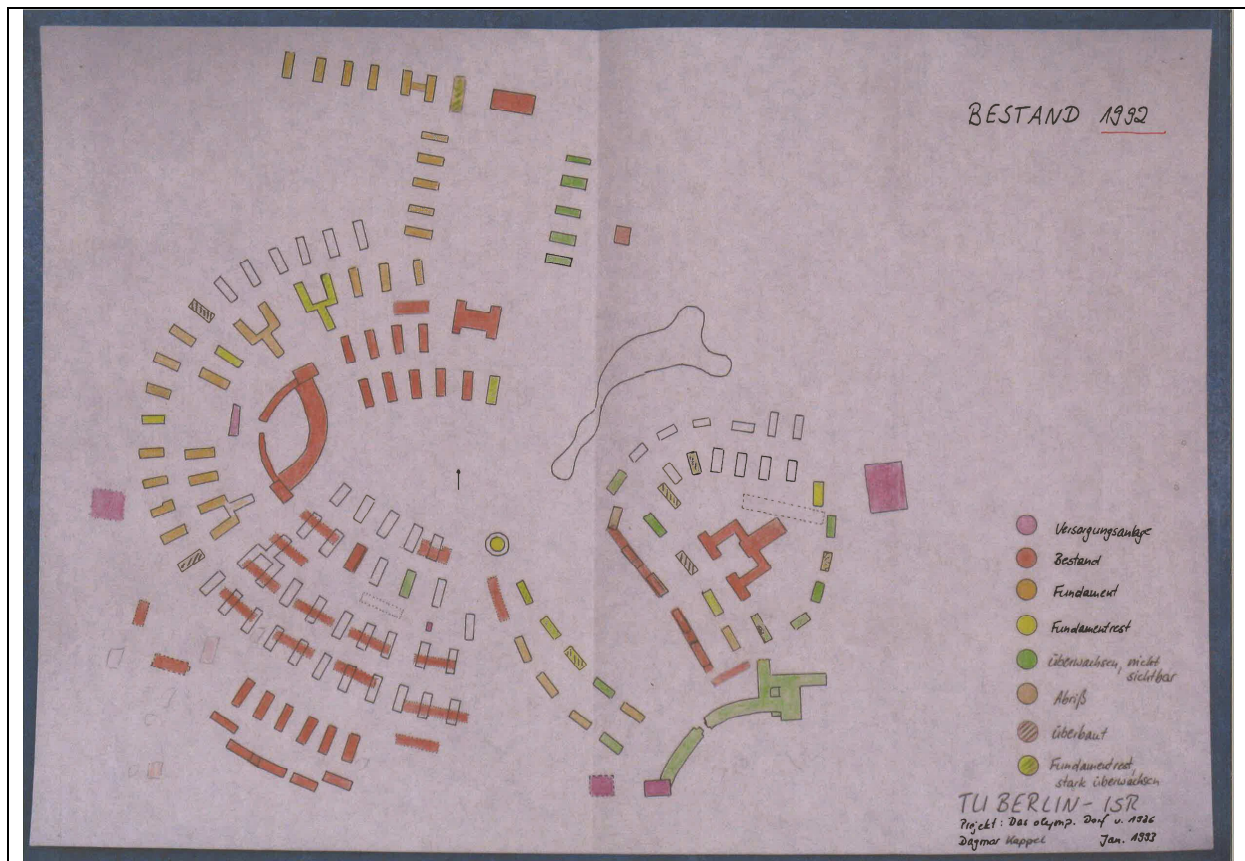 BESTAND 1992
Versorgungsanlage
Bestand
Fundament
Fundamentrest
überwachsen, nicht
sichtbar
Abriß
überbaut
Fundamentrest,
stark überwachsen
TU BERLIN - ISR
Projekt: Das olymp. Dorf v. 1936
Dagmar Kappel Jan. 1993